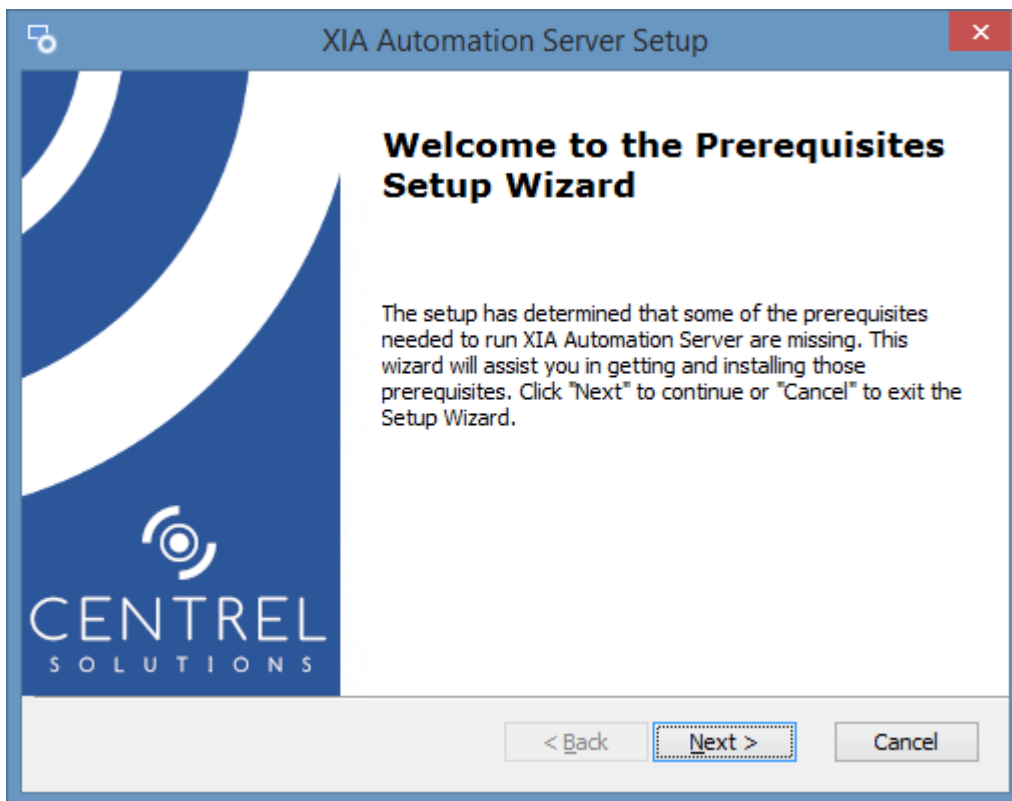 XIA Automation Server Setup
Welcome to the Prerequisites
Setup Wizard
The setup has determined that some of the prerequisites
needed to run XIA Automation Server are missing. This
wizard will assist you in getting and installing those
prerequisites. Click "Next" to continue or "Cancel" to exit the
Setup Wizard.
CENTREL
SOLUTIONS
< Back
Next >
Cancel